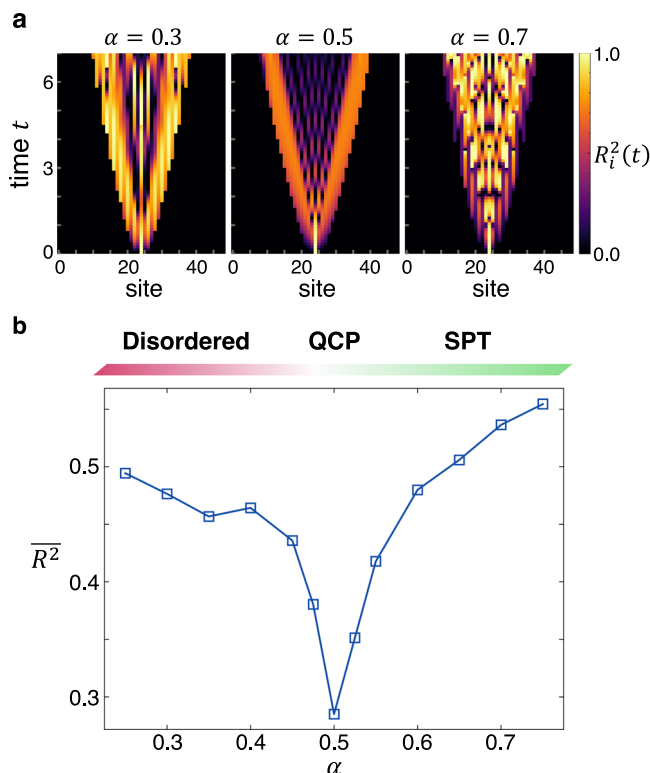 a
α = 0.3 α = 0.5 α = 0.7
1.0
6
3
0
time t
R_i^2(t)
0.0
0 20 40 0 20 40 0 20 40
site site site
b
Disordered QCP SPT
0.5
0.4
0.3
\overline{R^2}
0.3 0.4 0.5 0.6 0.7
α